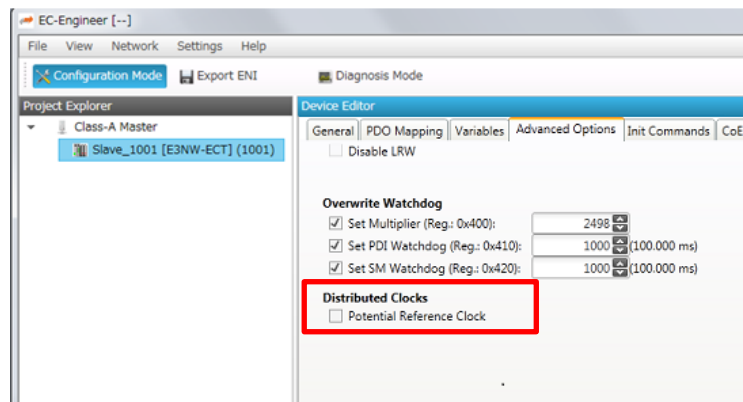 EC-Engineer [--]
File View Network Settings Help
Configuration Mode Export ENI Diagnosis Mode
Project Explorer
Device Editor
Class-A Master
Slave_1001 [E3NW-ECT] (1001)
General PDO Mapping Variables Advanced Options Init Commands CoE
Disable LRW
Overwrite Watchdog
Set Multiplier (Reg.: 0x400): 2498
Set PDI Watchdog (Reg.: 0x410): 1000 (100.000 ms)
Set SM Watchdog (Reg.: 0x420): 1000 (100.000 ms)
Distributed Clocks
Potential Reference Clock